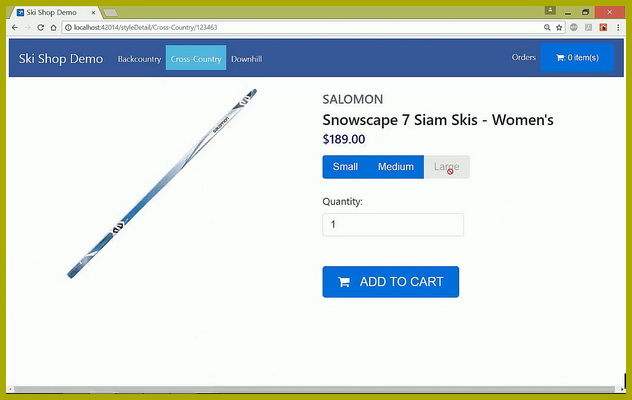 Ski Shop Demo
localhost:42014/styleDetail/Cross-Country/123463
Ski Shop Demo
Backcountry
Cross-Country
Downhill
Orders
0 item(s)
SALOMON
Snowscape 7 Siam Skis - Women's
$189.00
Small
Medium
Large
Quantity:
1
ADD TO CART